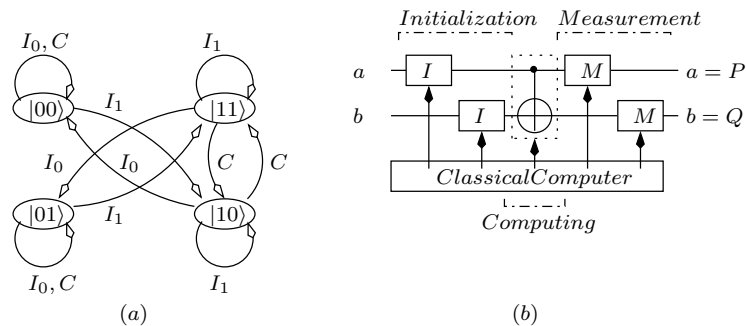 I₀, C
I₁
|00⟩
I₁
|11⟩
I₀
I₀
C
C
|01⟩
I₁
|10⟩
I₀, C
I₁
(a)
Initialization
Measurement
a
I
M
a = P
b
I
M
b = Q
ClassicalComputer
Computing
(b)